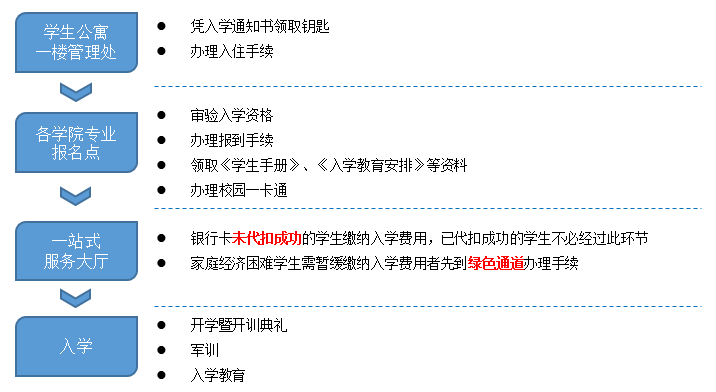 学生公寓
一楼管理处
● 凭入学通知书领取钥匙
● 办理入住手续
各学院专业
报名点
● 审验入学资格
● 办理报到手续
● 领取《学生手册》、《入学教育安排》等资料
● 办理校园一卡通
一站式
服务大厅
● 银行卡未代扣成功的学生缴纳入学费用，已代扣成功的学生不必经过此环节
● 家庭经济困难学生需暂缓缴纳入学费用者先到绿色通道办理手续
入学
● 开学暨开训典礼
● 军训
● 入学教育